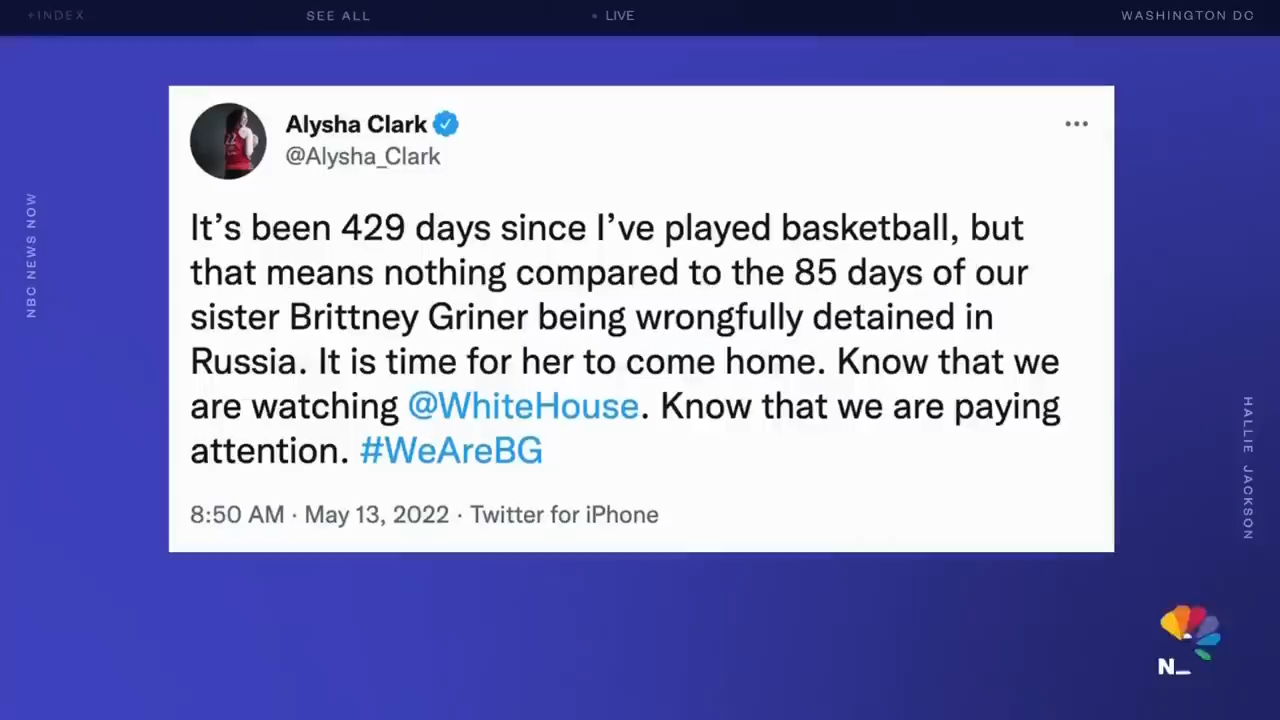 +INDEX
SEE ALL
LIVE
WASHINGTON DC
NBC NEWS NOW
Alysha Clark
@Alysha_Clark
It’s been 429 days since I’ve played basketball, but
that means nothing compared to the 85 days of our
sister Brittney Griner being wrongfully detained in
Russia. It is time for her to come home. Know that we
are watching @WhiteHouse. Know that we are paying
attention. #WeAreBG
8:50 AM · May 13, 2022 · Twitter for iPhone
HALLIE JACKSON
N_